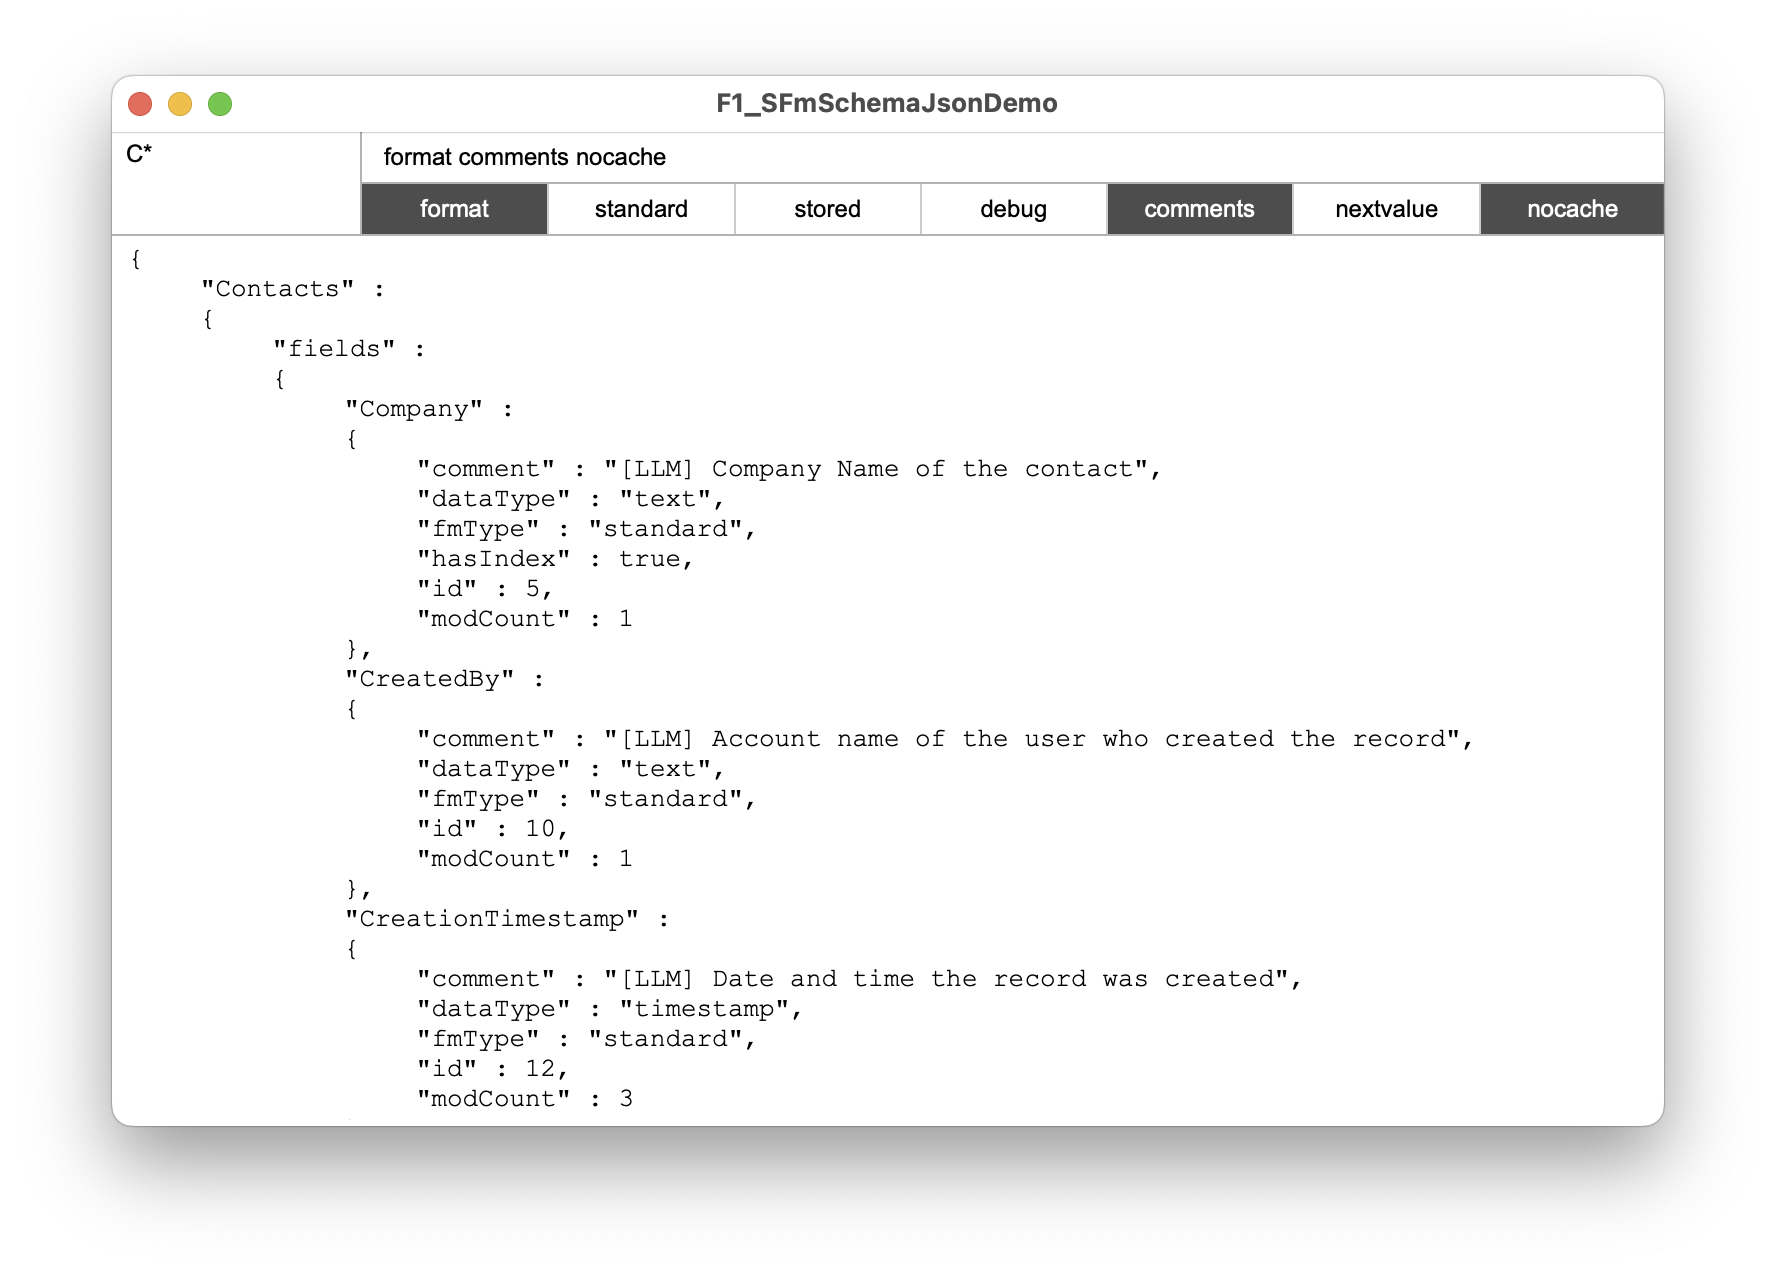 F1_SFmSchemaJsonDemo
C*
format comments nocache
format standard stored debug comments nextvalue nocache
{
"Contacts" :
{
"fields" :
{
"Company" :
{
"comment" : "[LLM] Company Name of the contact",
"dataType" : "text",
"fmType" : "standard",
"hasIndex" : true,
"id" : 5,
"modCount" : 1
},
"CreatedBy" :
{
"comment" : "[LLM] Account name of the user who created the record",
"dataType" : "text",
"fmType" : "standard",
"id" : 10,
"modCount" : 1
},
"CreationTimestamp" :
{
"comment" : "[LLM] Date and time the record was created",
"dataType" : "timestamp",
"fmType" : "standard",
"id" : 12,
"modCount" : 3